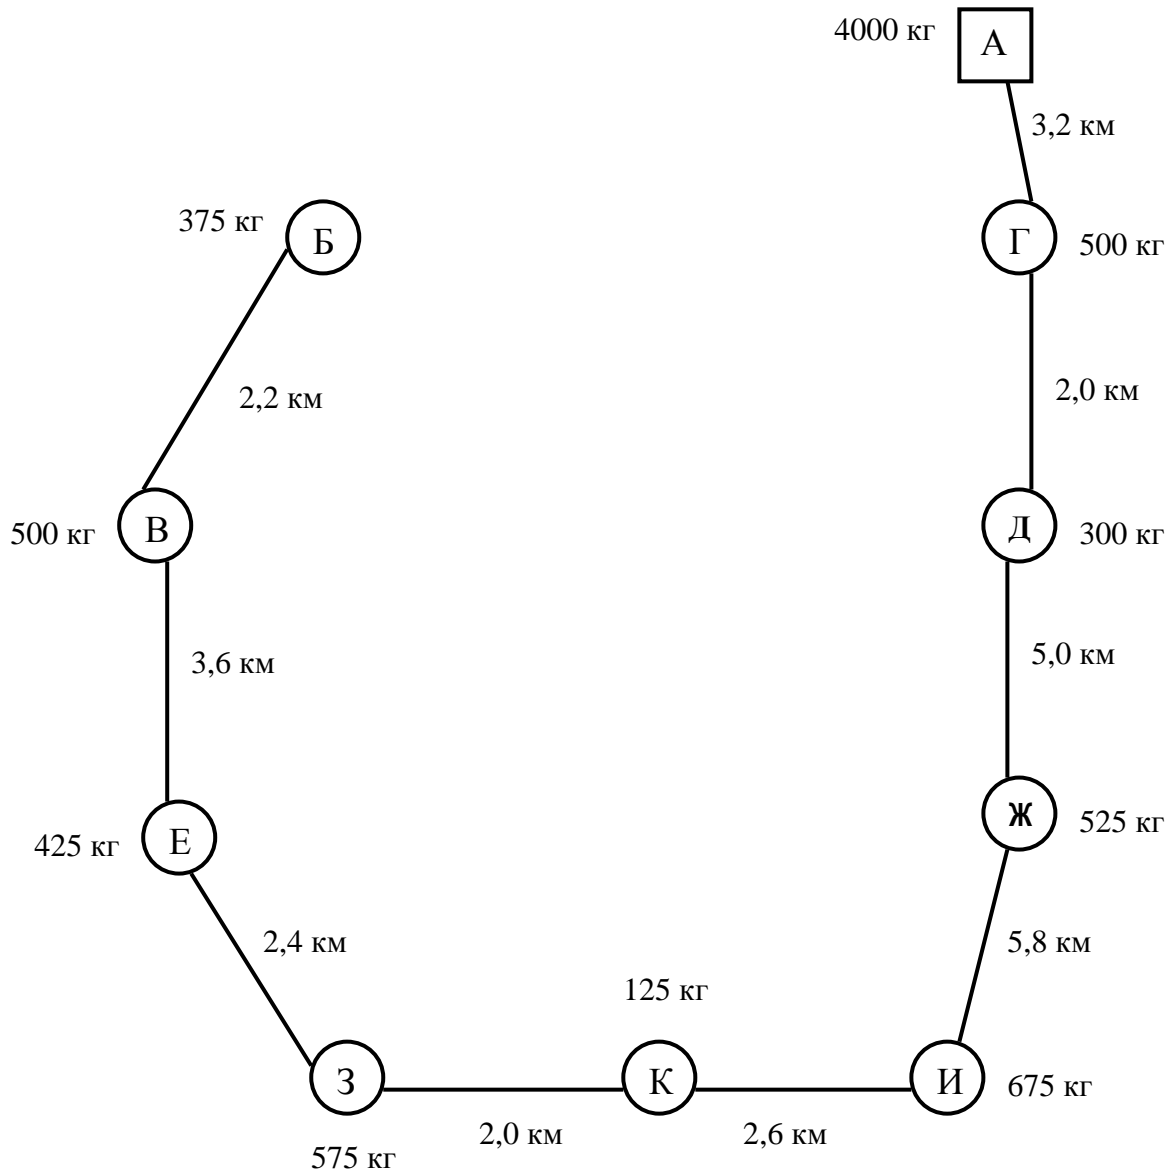 4000 кг
А
3,2 км
375 кг
Б
Г
500 кг
2,2 км
2,0 км
500 кг
В
Д
300 кг
3,6 км
5,0 км
425 кг
Е
Ж
525 кг
2,4 км
5,8 км
125 кг
З
К
И
675 кг
2,0 км
2,6 км
575 кг